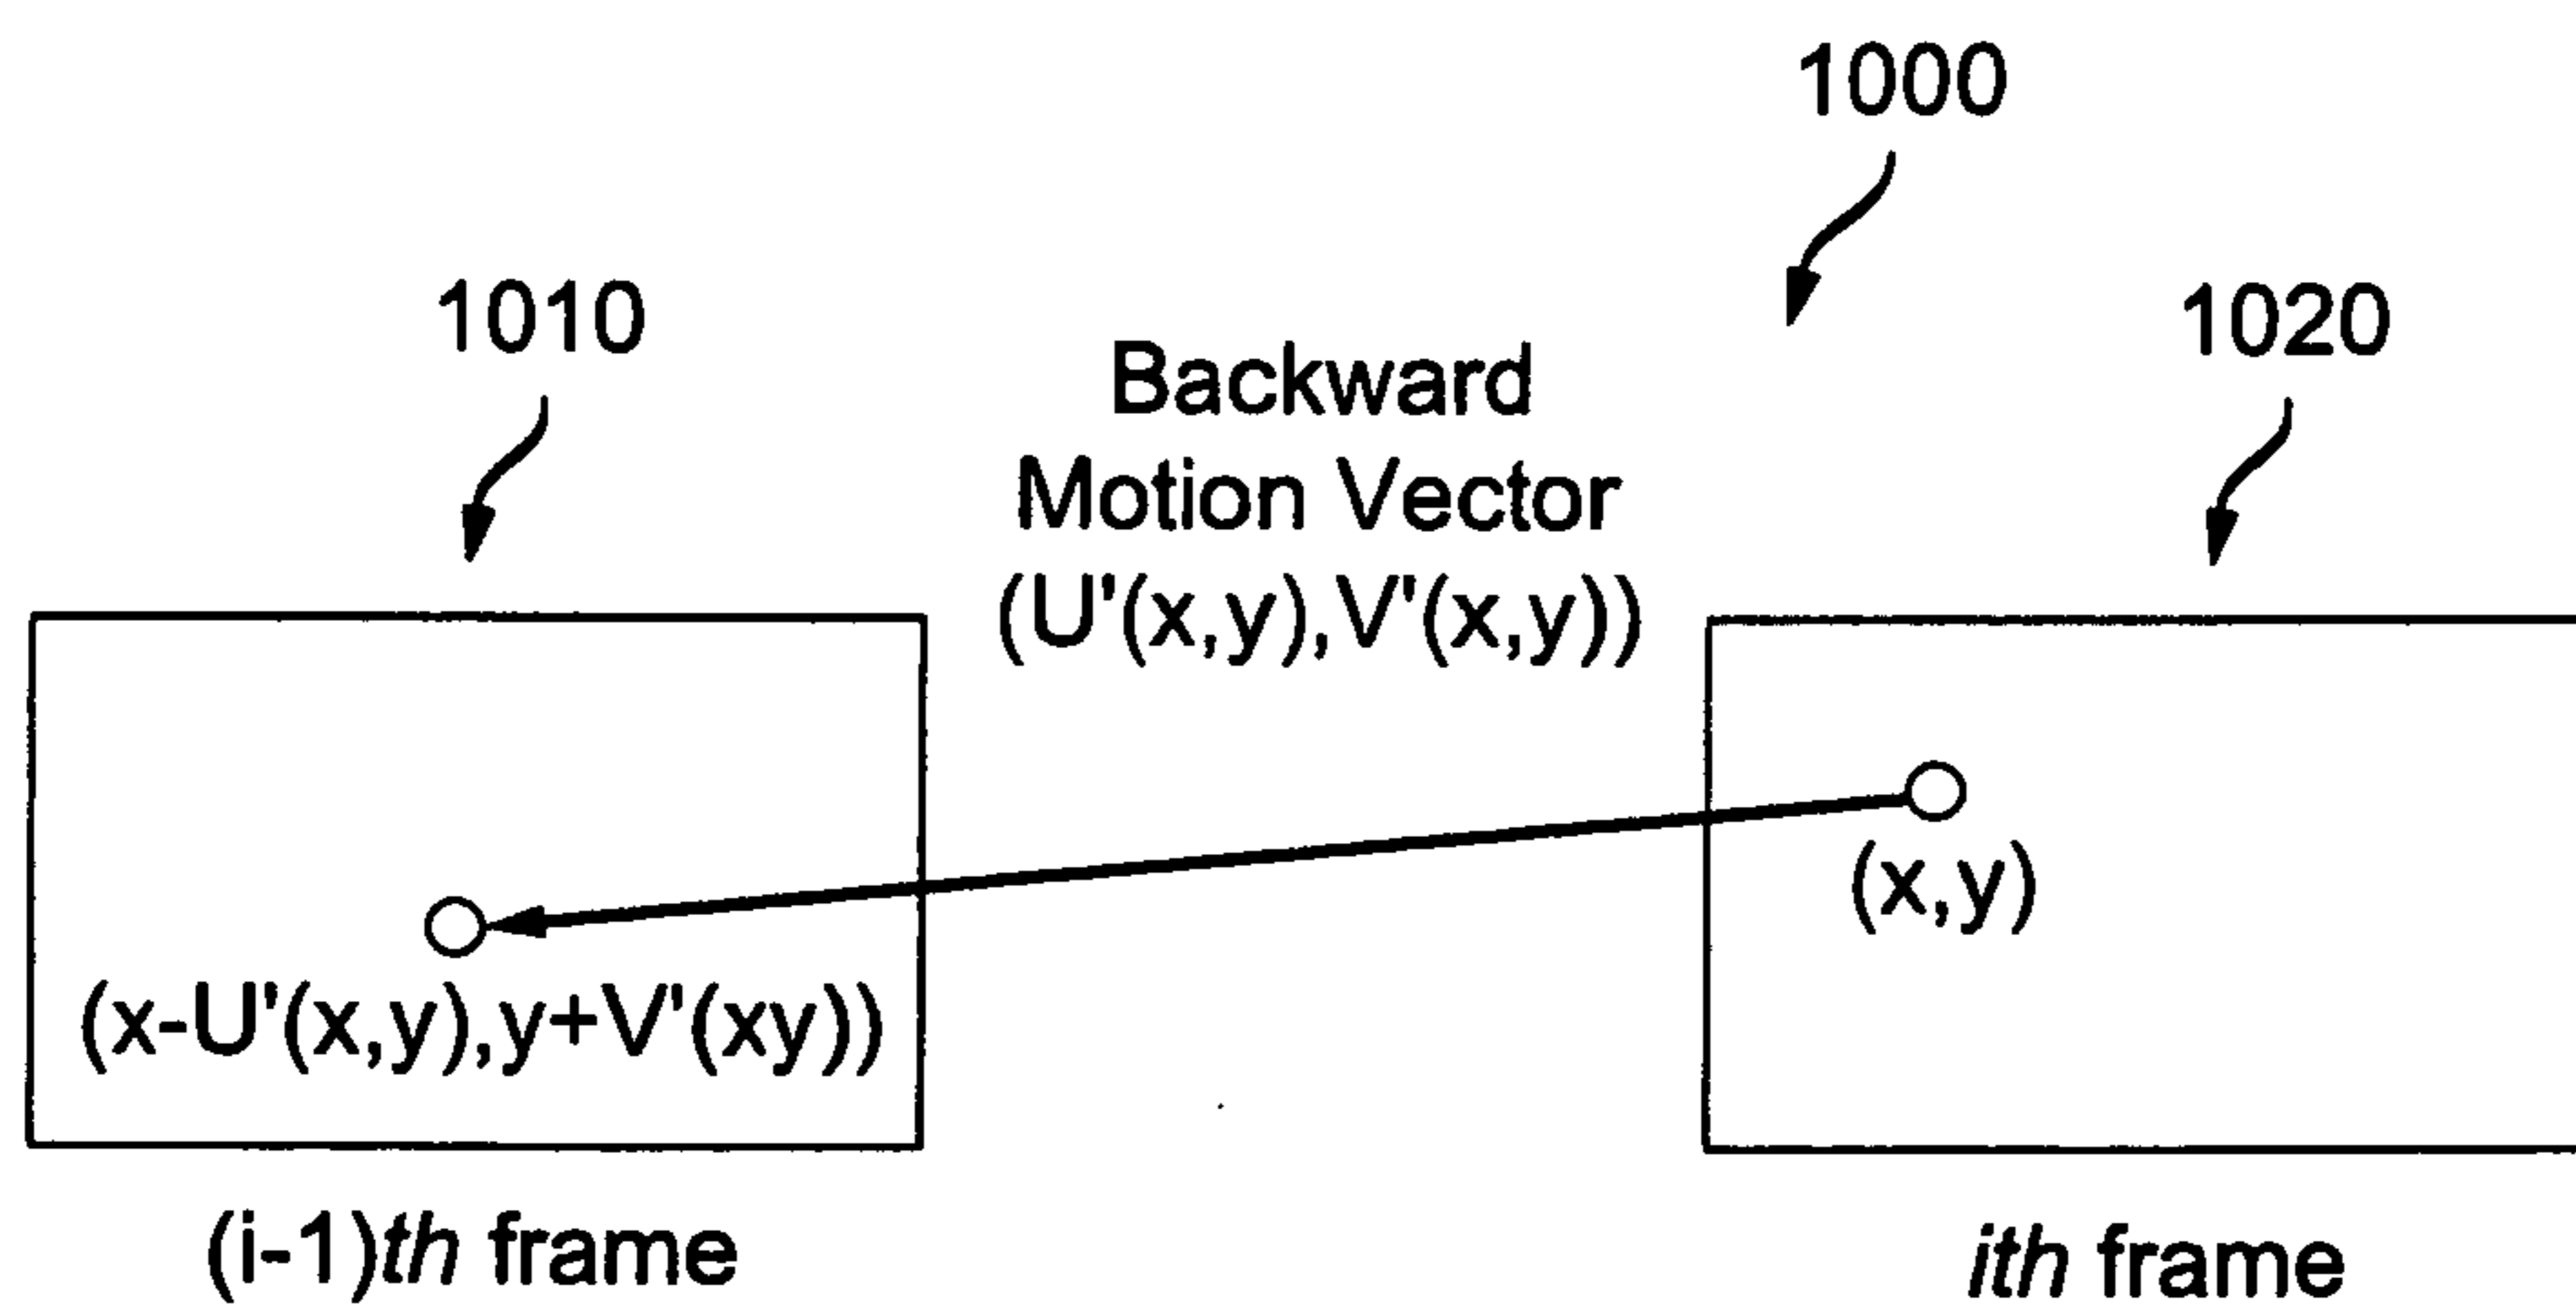 1000
1010
1020
Backward
Motion Vector
(U'(x,y),V'(x,y))
(x,y)
(x-U'(x,y),y+V'(xy))
(i-1)th frame
ith frame